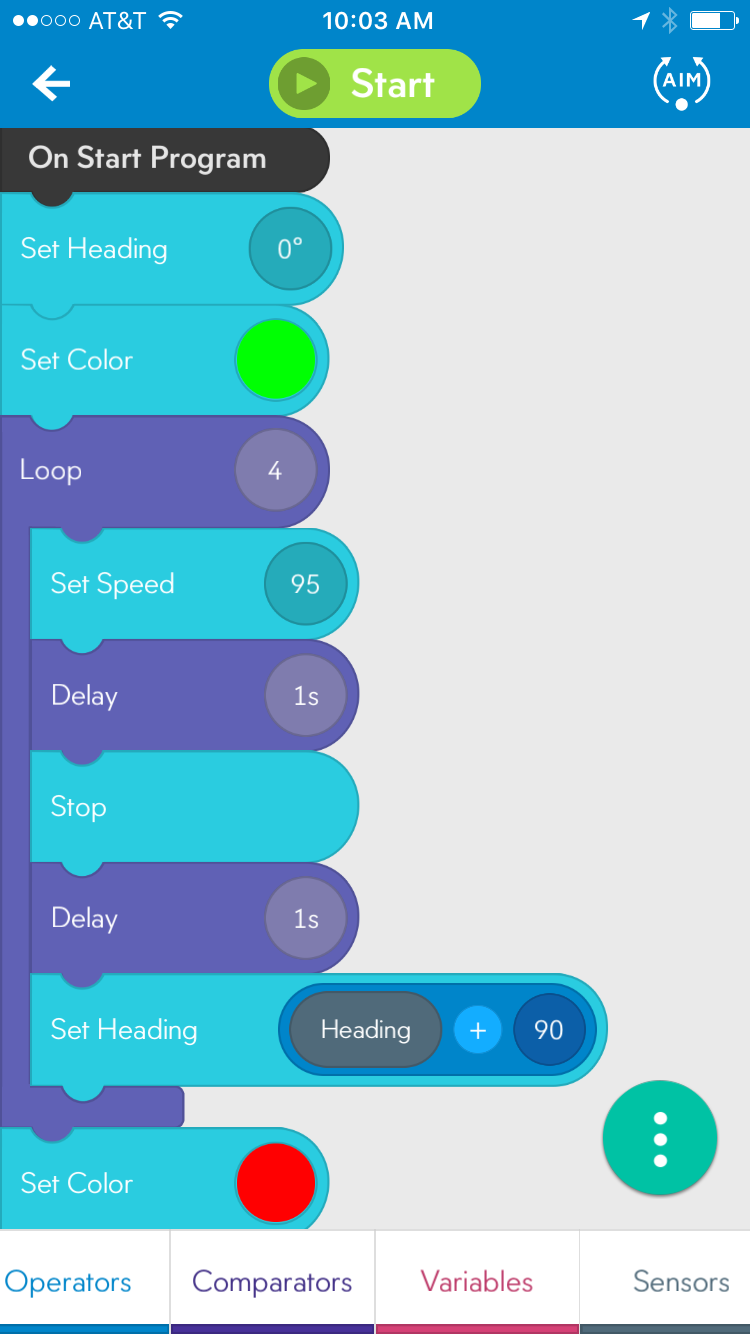 AT&T 10:03 AM
Start AIM
On Start Program
Set Heading 0°
Set Color
Loop 4
Set Speed 95
Delay 1s
Stop
Delay 1s
Set Heading Heading + 90
Set Color
Operators Comparators Variables Sensors